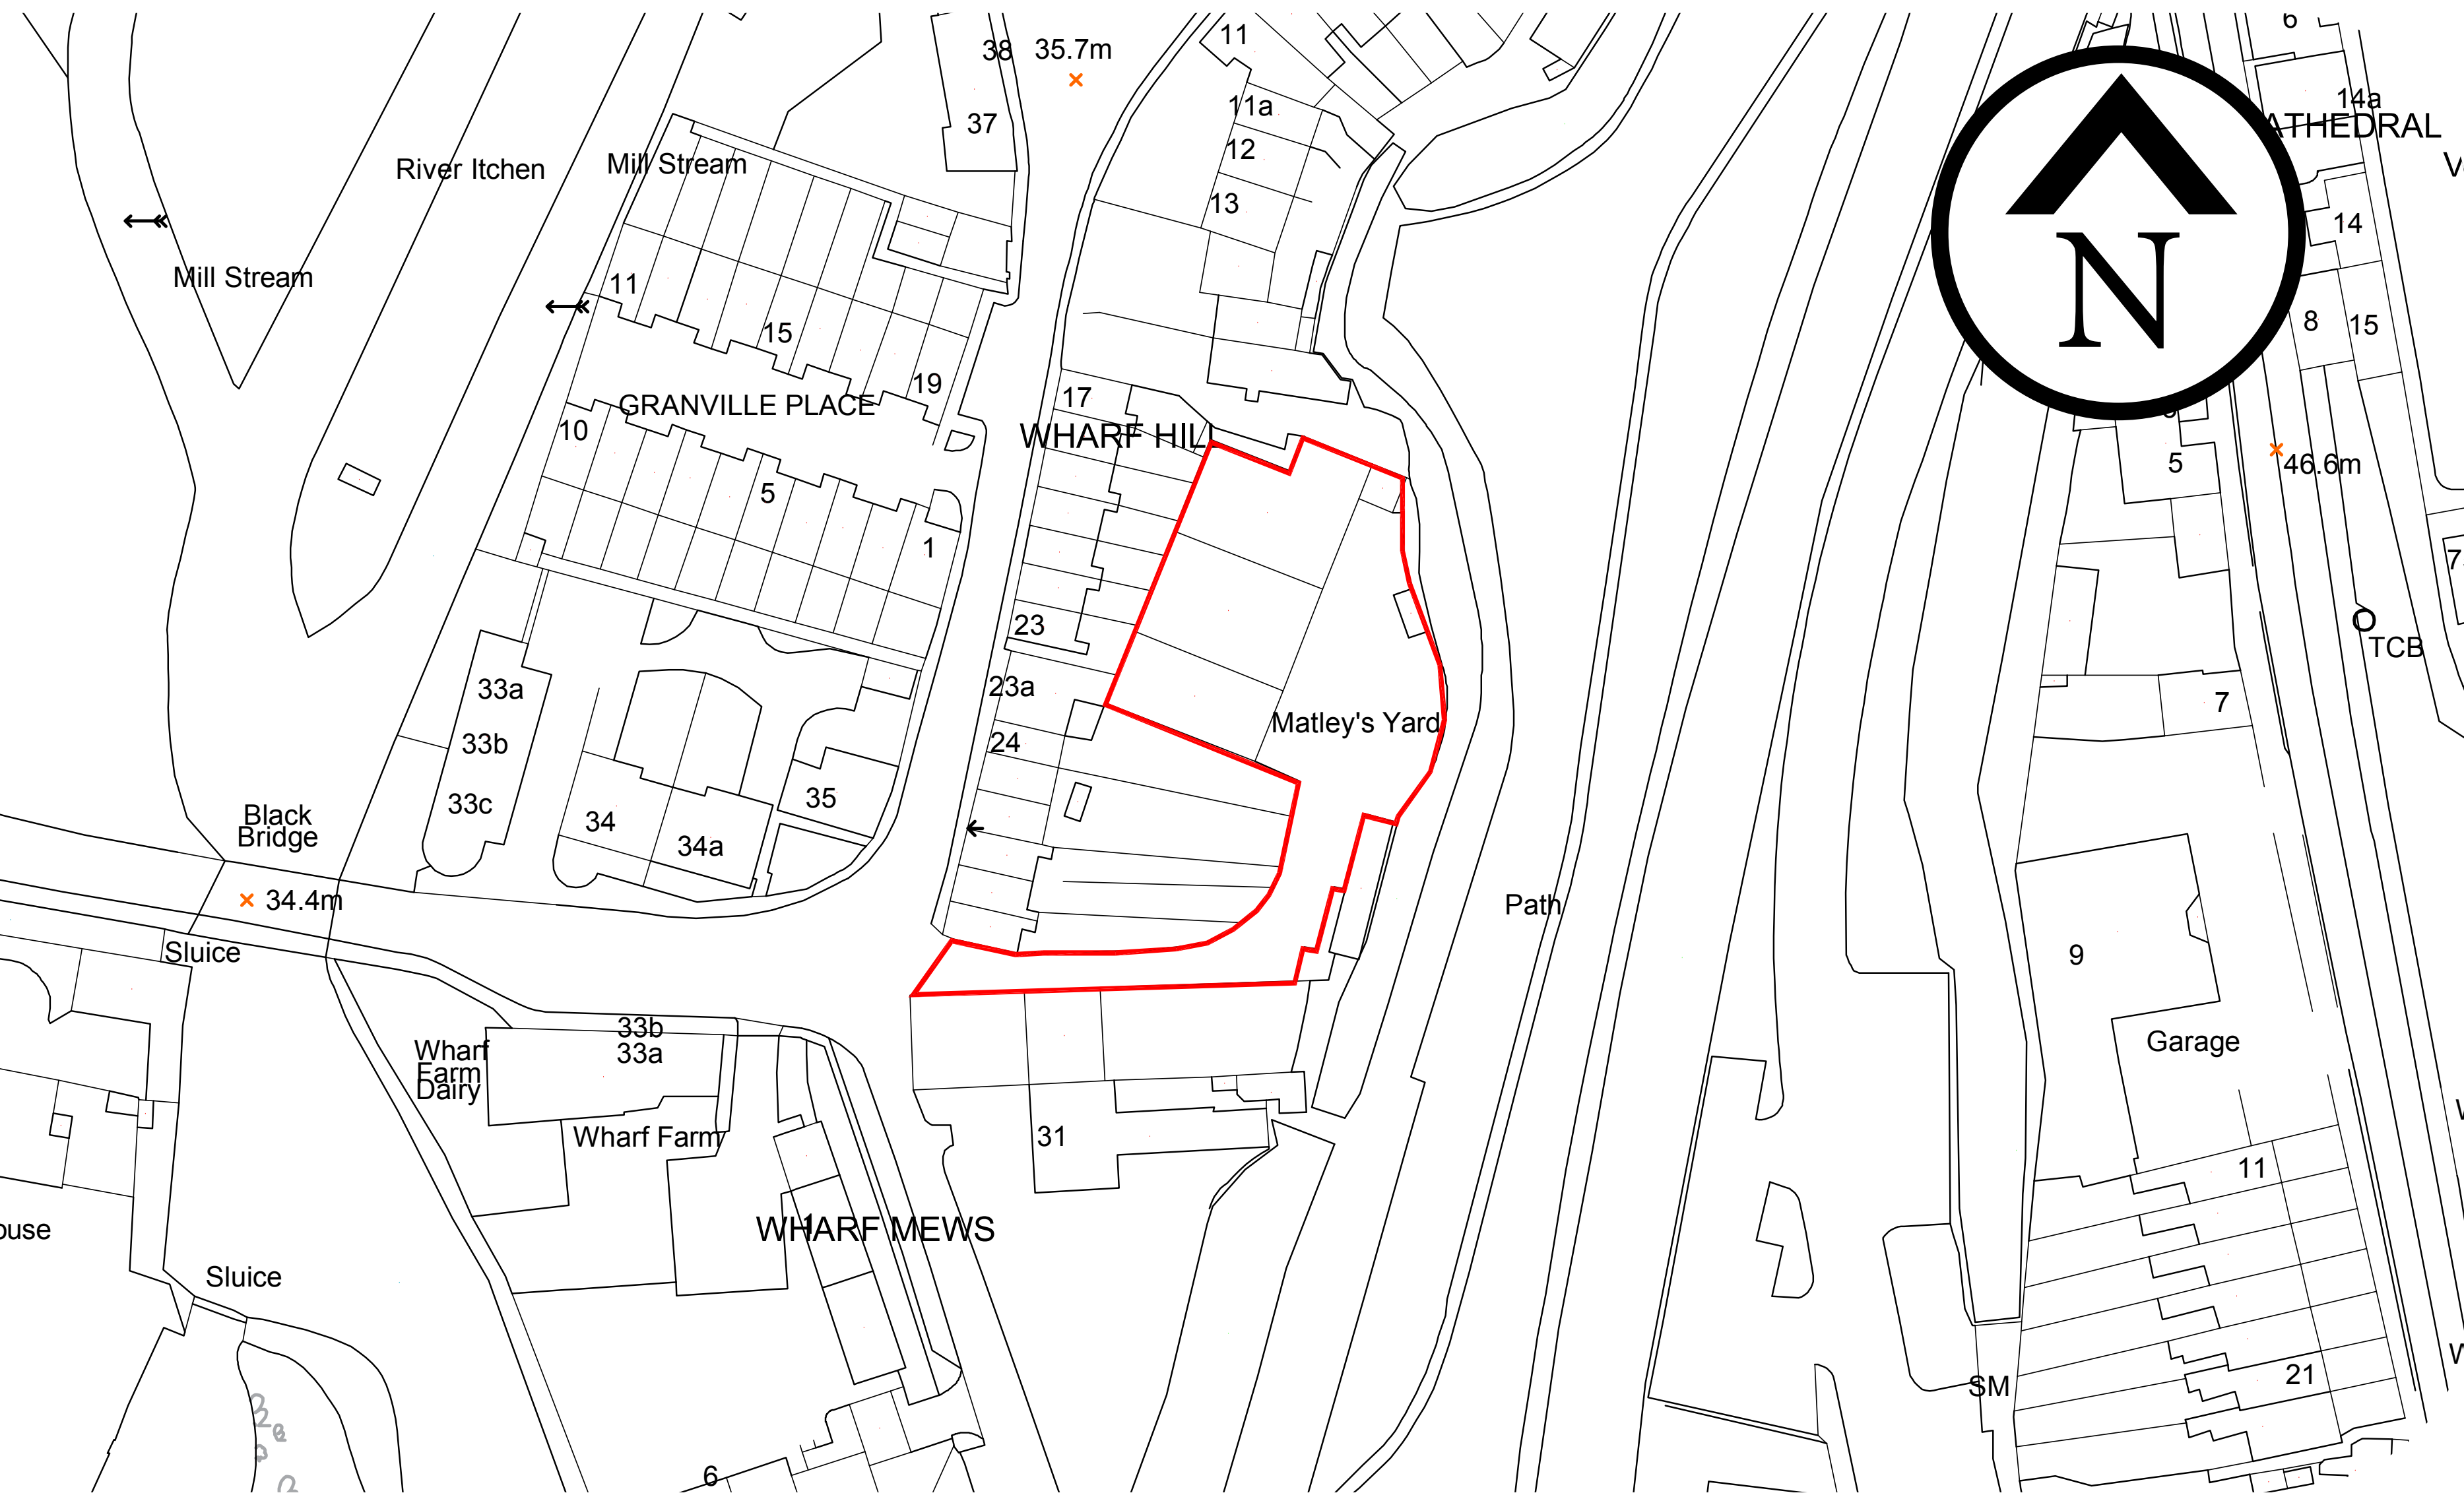 6
11
38
35.7m
14a
11a
37
ATHEDRAL
12
Mill Stream
River Itchen
13
14
N
Mill Stream
11
8
15
15
19
17
GRANVILLE PLACE
10
WHARF HILL
5
46.6m
5
1
7
23
TCB
23a
33a
7
Matley's Yard
33b
24
35
33c
34
Black
Bridge
34a
34.4m
Path
Sluice
9
33b
33a
Garage
Wharf
Farm
Dairy
Wharf Farm
31
11
1
WHARF MEWS
ouse
Sluice
21
SM
6